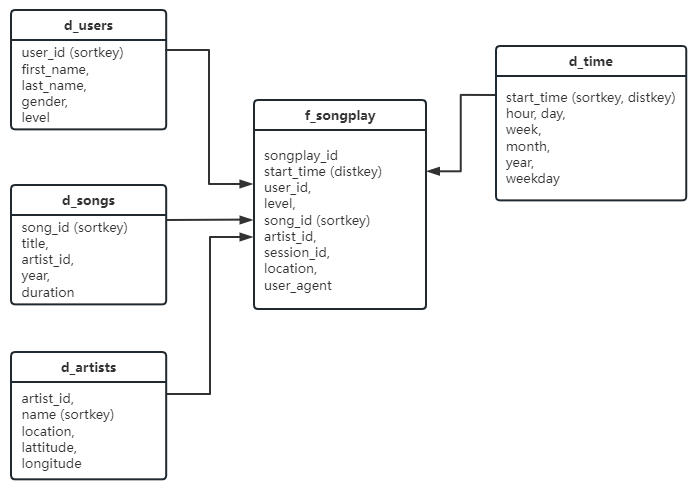 d_users
user_id (sortkey)
first_name,
last_name,
gender,
level
d_songs
song_id (sortkey)
title,
artist_id,
year,
duration
d_artists
artist_id,
name (sortkey)
location,
lattitude,
longitude
f_songplay
songplay_id
start_time (distkey)
user_id,
level,
song_id (sortkey)
artist_id,
session_id,
location,
user_agent
d_time
start_time (sortkey, distkey)
hour, day,
week,
month,
year,
weekday